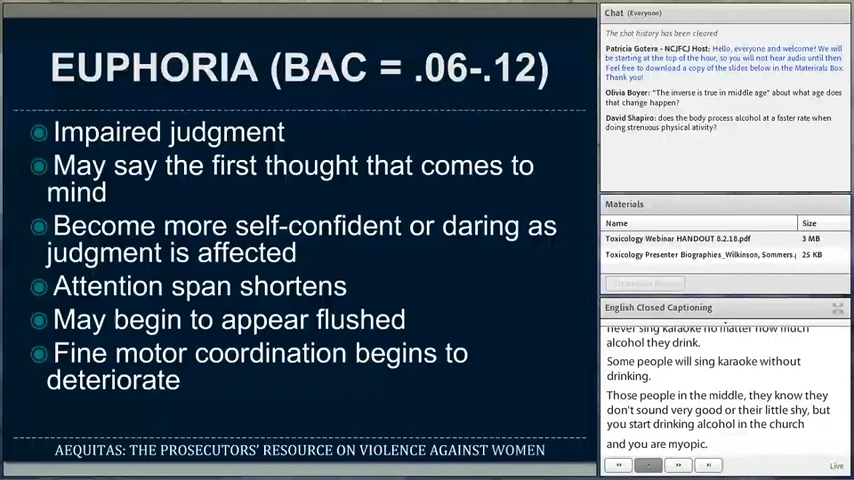 EUPHORIA (BAC = .06-.12)
Impaired judgment
May say the first thought that comes to
mind
Become more self-confident or daring as
judgment is affected
Attention span shortens
May begin to appear flushed
Fine motor coordination begins to
deteriorate
AEQUITAS: THE PROSECUTORS' RESOURCE ON VIOLENCE AGAINST WOMEN
Chat (Everyone)
The chat history has been cleared
Patricia Gotera - NCJFCJ Host: Hello, everyone and welcome! We will
be starting at the top of the hour, so you will not hear audio until then.
Feel free to download a copy of the slides below in the Materials Box.
Thank you!
Olivia Boyer: "The inverse is true in middle age" about what age does
that change happen?
David Shapiro: does the body process alcohol at a faster rate when
doing strenuous physical ativity?
Materials
Name Size
Toxicology Webinar HANDOUT 8.2.18.pdf 3 MB
Toxicology Presenter Biographies_Wilkinson, Sommers.p 25 KB
English Closed Captioning
never sing karaoke no matter how much
alcohol they drink.
Some people will sing karaoke without
drinking.
Those people in the middle, they know they
don't sound very good or their little shy, but
you start drinking alcohol in the church
and you are myopic.
Live